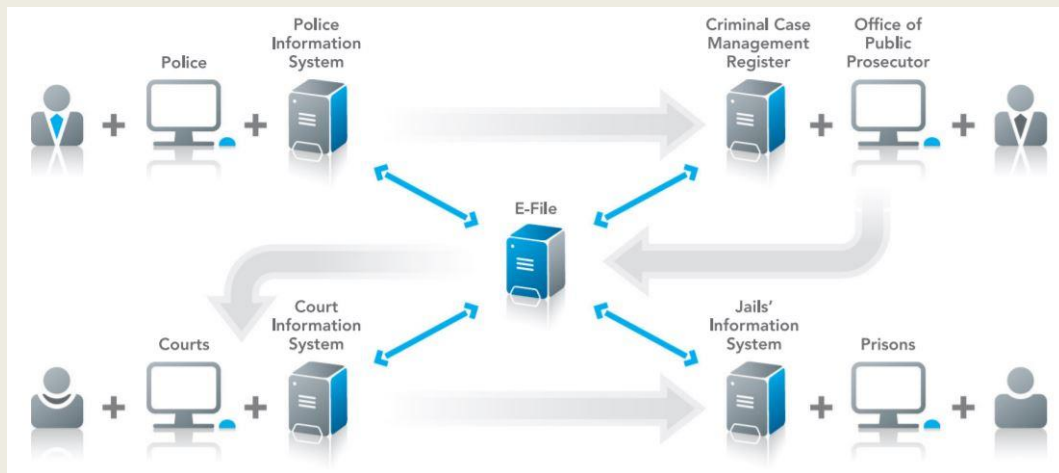 Police
Information
System
Police
Criminal Case
Management
Register
Office of
Public
Prosecutor
E-File
Court
Information
System
Courts
Jails'
Information
System
Prisons